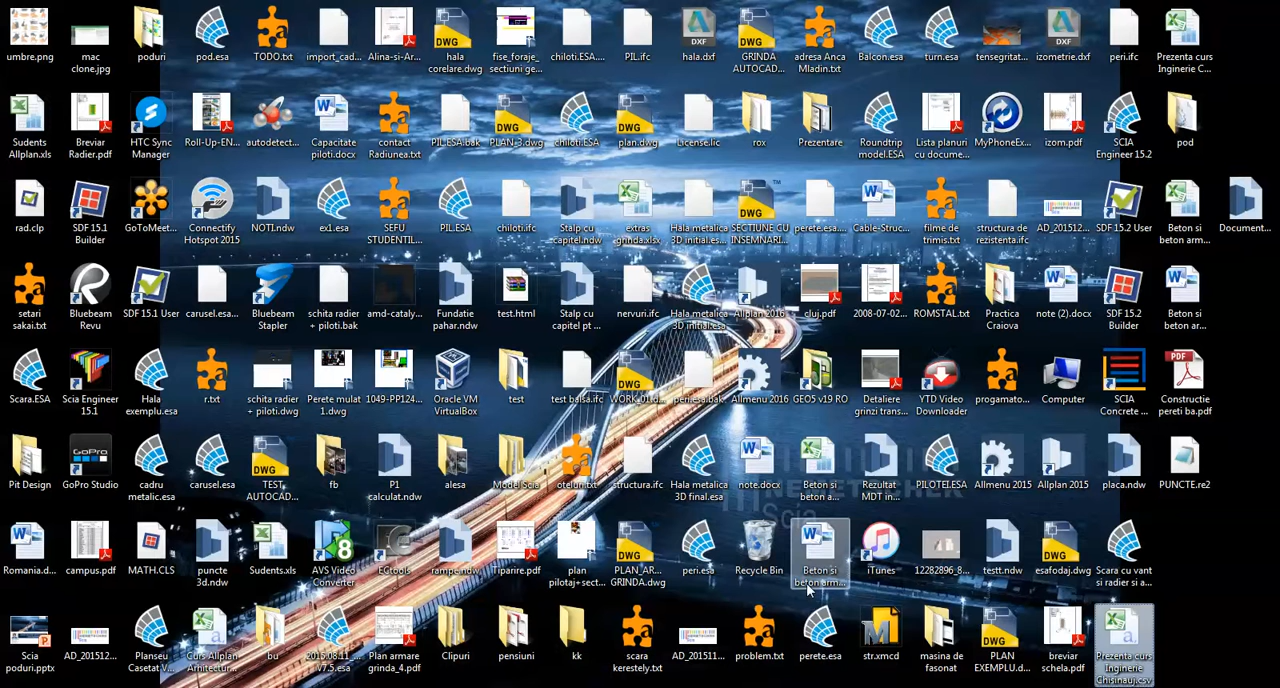 umbre.png
mac
clone.jpg
poduri
pod.esa
TODO.txt
import_cad...
Alina-si-Ar...
hala
corelare.dwg
fise_foraje_
sectiuni ge...
chiloti.ESA....
PIL.ifc
hala.dxf
GRINDA
AUTOCAD...
adresa Anca
Mladin.txt
Balcon.esa
turn.esa
tensegritat...
izometrie.dxf
peri.ifc
Prezenta curs
Inginerie C...
Sudents
Allplan.xls
Breviar
Radier.pdf
HTC Sync
Manager
Roll-Up-EN...
autodetect...
Capacitate
piloti.docx
contact
Radiunea.txt
PIL.ESA.bak
PLAN_3.dwg
chiloti.ESA
plan.dwg
License.lic
rox
Prezentare
Roundtrip
model.ESA
Lista planuri
cu docume...
MyPhoneEx...
izom.pdf
SCIA
Engineer 15.2
pod
rad.clp
SDF 15.1
Builder
GoToMeet...
Connectify
Hotspot 2015
NOTI.ndw
ex1.esa
SEFU
STUDENTIL...
PIL.ESA
chiloti.ifc
Stalp cu
capitel.ndw
extras
grinda.xlsx
Hala metalica
3D initial.es...
SECTIUNE CU
INSEMNARI...
perete.esa....
Cable-Struc...
filme de
trimis.txt
structura de
rezistenta.ifc
AD_201512...
SDF 15.2 User
Beton si
beton arm...
Document...
setari
sakai.txt
Bluebeam
Revu
SDF 15.1 User
carusel.esa...
Bluebeam
Stapler
schita radier
+ piloti.bak
amd-cataly...
Fundatie
pahar.ndw
test.html
Stalp cu
capitel pt ...
nervuri.ifc
Hala metalica
3D initial.esa
Allplan 2016
cluj.pdf
2008-07-02...
ROMSTAL.txt
Practica
Craiova
note (2).docx
SDF 15.2
Builder
Beton si
beton ar...
Scara.ESA
Scia Engineer
15.1
Hala
exemplu.esa
r.txt
schita radier
+ piloti.dwg
Perete mulat
1.dwg
1049-PP124...
Oracle VM
VirtualBox
test
test balsa.ifc
peri.esa.bak
Allmenu 2016
GEO5 v19 RO
Detaliere
grinzi trans...
YTD Video
Downloader
progamato...
Computer
SCIA
Concrete ...
Constructie
pereti ba.pdf
Pit Design
GoPro Studio
cadru
metalic.esa
carusel.esa
TEST
AUTOCAD...
fb
P1
calculat.ndw
alesa
Model Scia
oteluri.txt
structura.ifc
Hala metalica
3D final.esa
note.docx
Beton si
beton a...
Rezultat
MDT in...
PILOTEI.ESA
Allmenu 2015
Allplan 2015
placa.ndw
PUNCTE.re2
Romania.d...
campus.pdf
MATH.CLS
puncte
3d.ndw
Sudents.xls
AVS Video
Converter
ECtools
rampe.ndw
Tiparire.pdf
plan
pilotaj+sect...
PLAN_AR...
GRINDA.dwg
peri.esa
Recycle Bin
Beton si
beton arm...
iTunes
12282896_8...
testt.ndw
esafodaj.dwg
Scara cu vant
si radier si a...
Scia
poduri.pptx
AD_201512...
Planseu
Casetat V...
Curs Allplan
Arhitectur...
bu
2015.08.11_...
V7.5.esa
Plan armare
grinda_4.pdf
Clipuri
pensiuni
kk
scara
kerestely.txt
AD_201511...
problem.txt
perete.esa
str.xmcd
masina de
fasonat
PLAN
EXEMPLU.d...
breviar
schela.pdf
Prezenta curs
Inginerie
Chisinau).csv